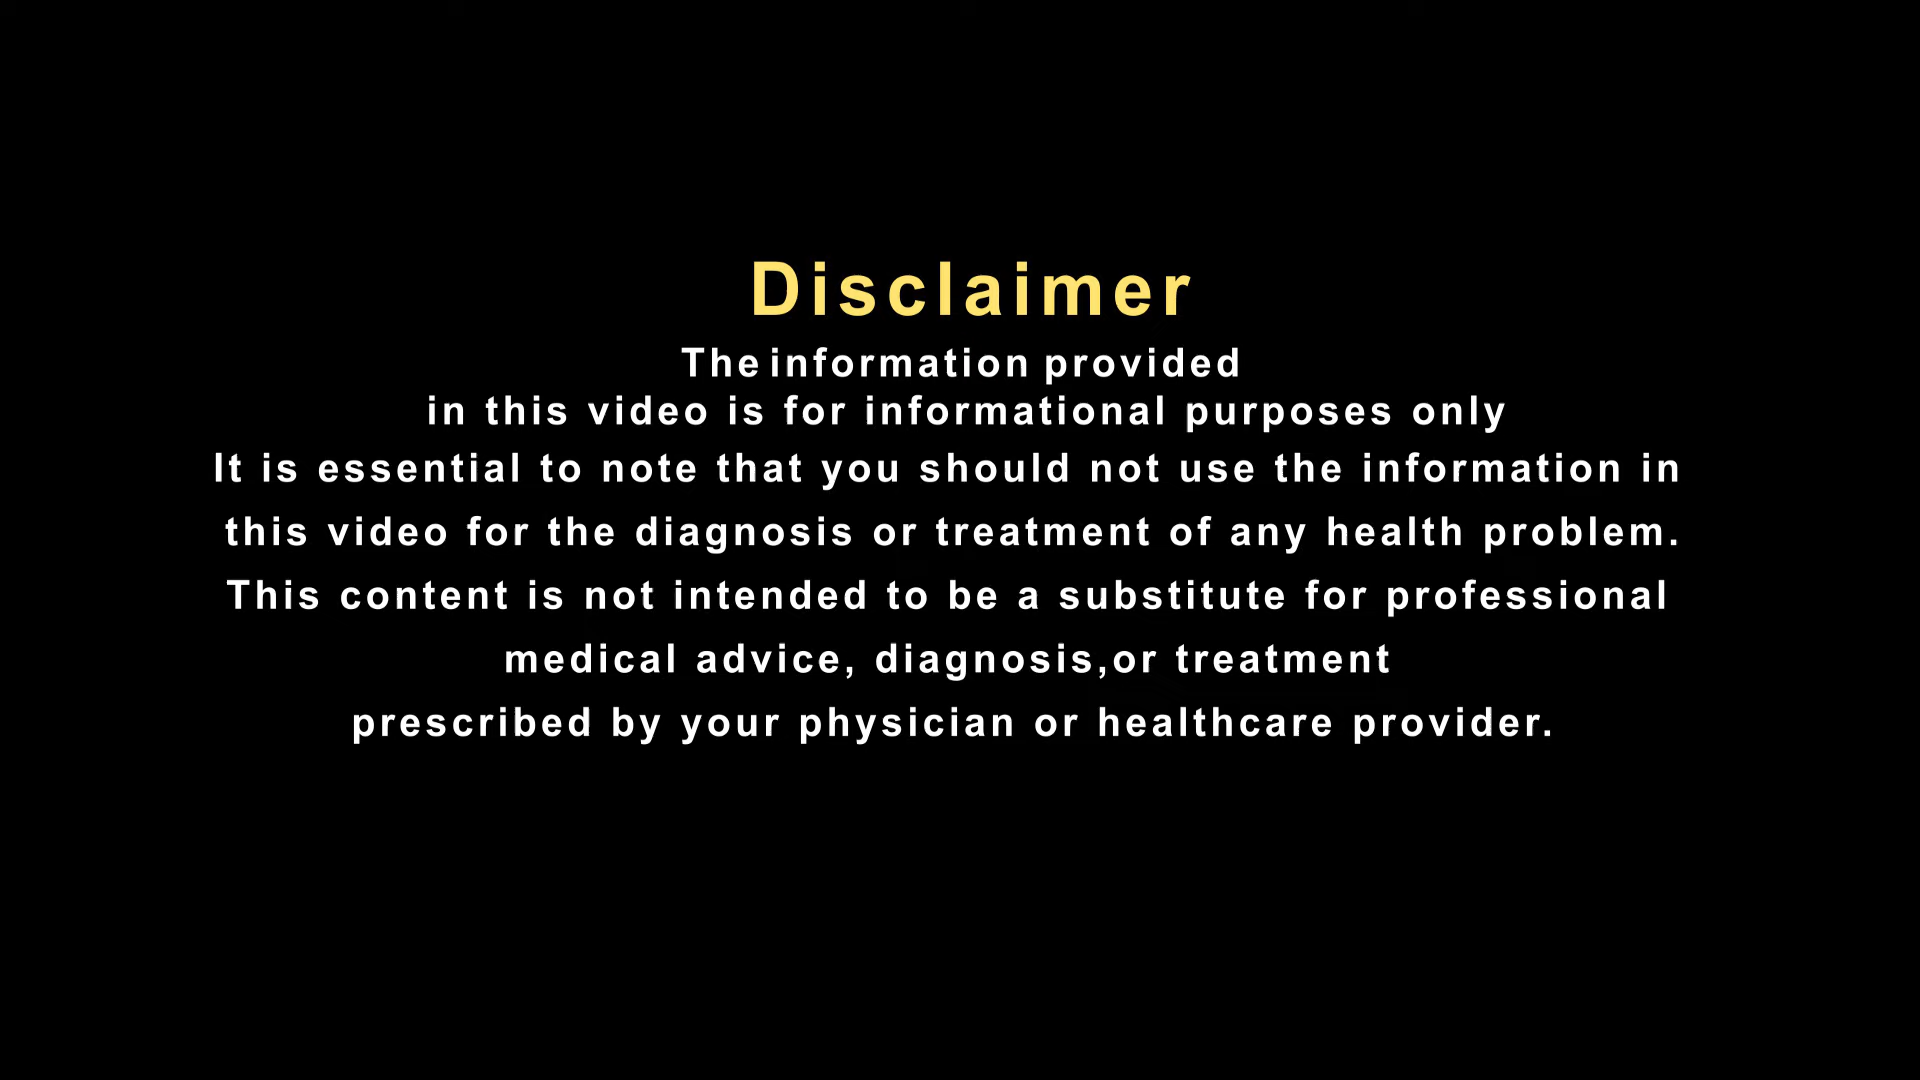 Disclaimer
The information provided
in this video is for informational purposes only
It is essential to note that you should not use the information in
this video for the diagnosis or treatment of any health problem.
This content is not intended to be a substitute for professional
medical advice, diagnosis,or treatment
prescribed by your physician or healthcare provider.